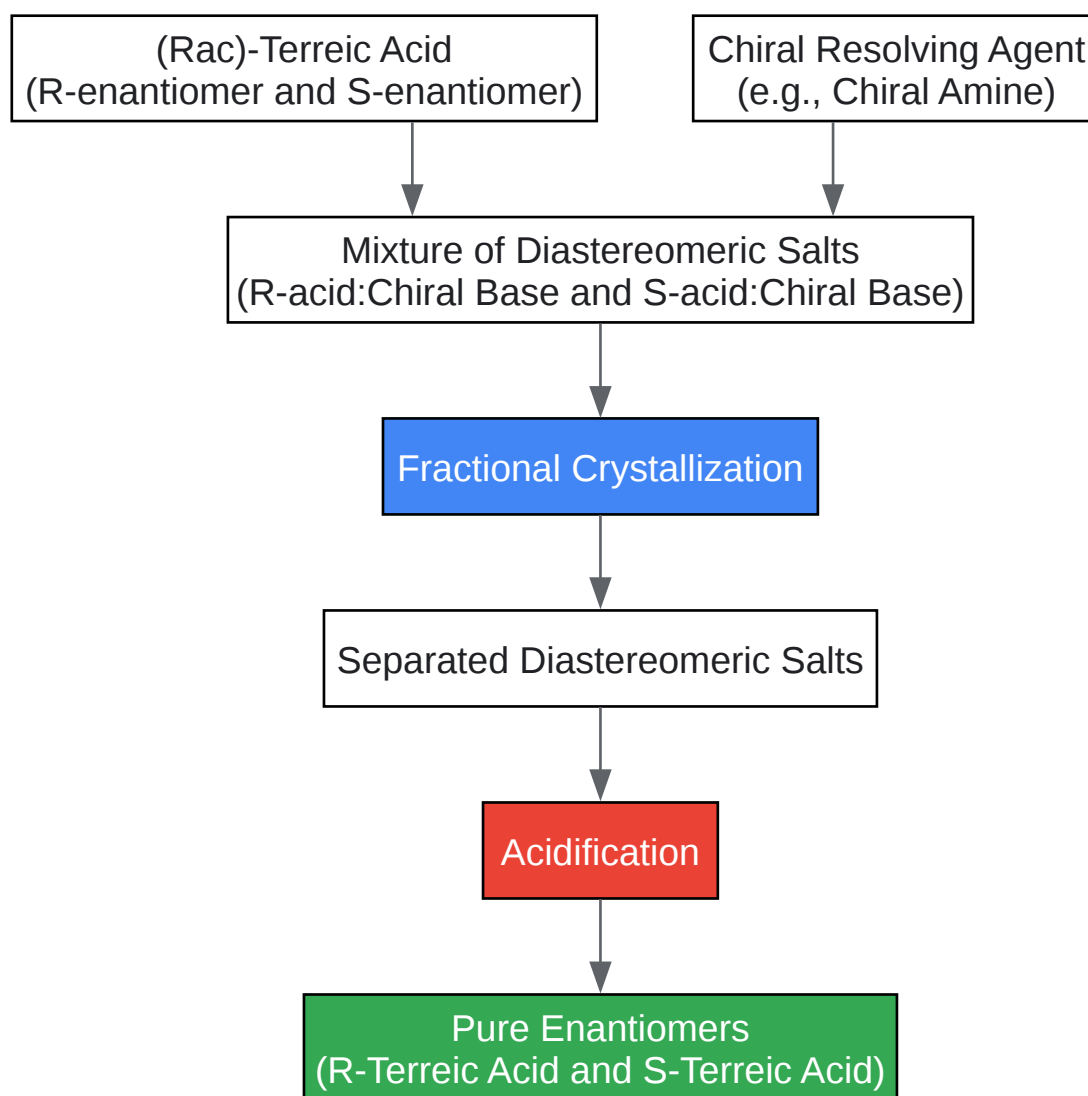 (Rac)-Terreic Acid
(R-enantiomer and S-enantiomer)
Chiral Resolving Agent
(e.g., Chiral Amine)
Mixture of Diastereomeric Salts
(R-acid:Chiral Base and S-acid:Chiral Base)
Fractional Crystallization
Separated Diastereomeric Salts
Acidification
Pure Enantiomers
(R-Terreic Acid and S-Terreic Acid)